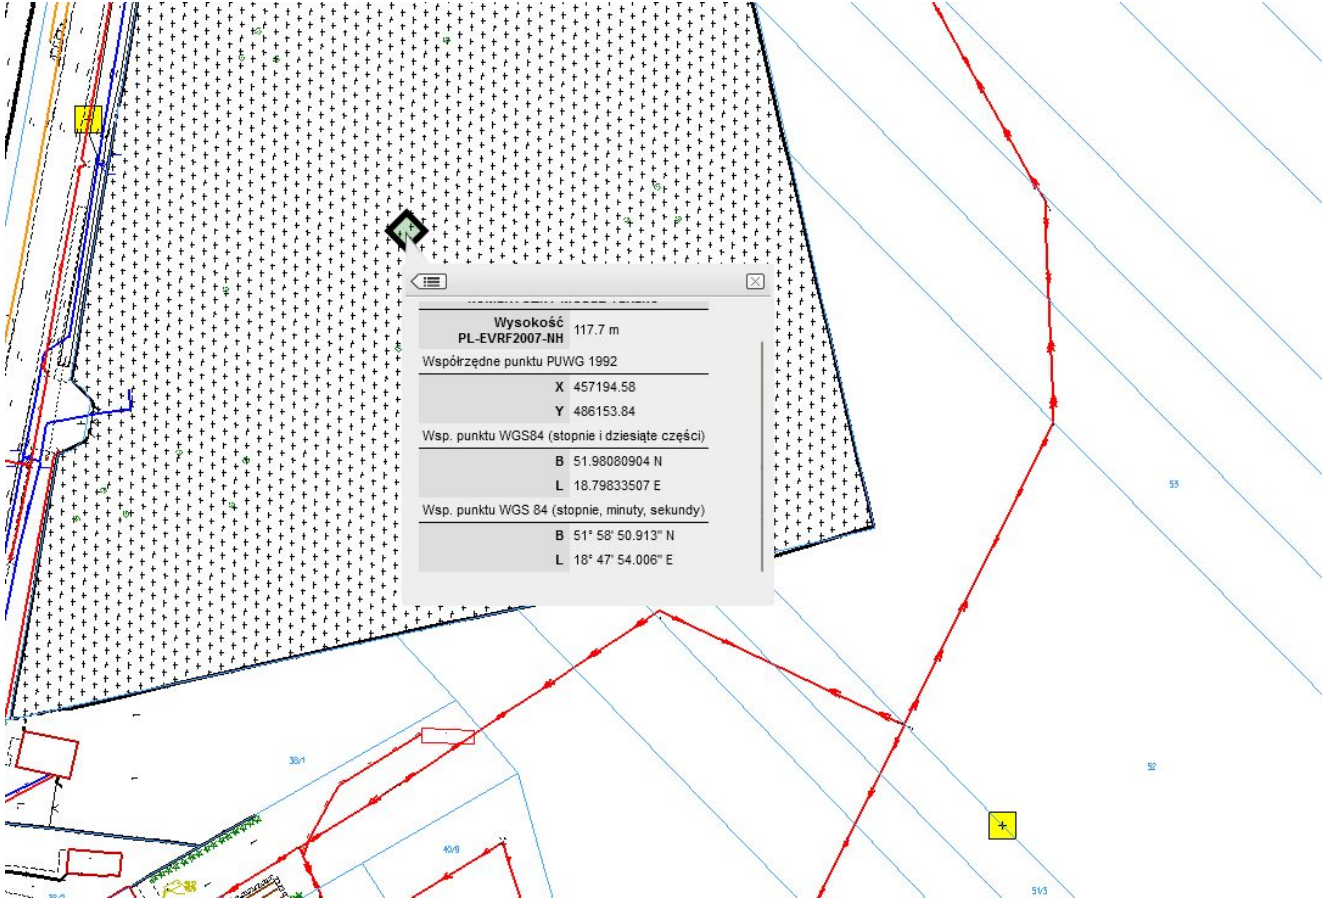 Wysokość
PL-EVRF2007-NH 117.7 m
Współrzędne punktu PUWG 1992
X 457194.58
Y 486153.84
Wsp. punktu WGS84 (stopnie i dziesiąte części)
B 51.98080904 N
L 18.79833507 E
Wsp. punktu WGS 84 (stopnie, minuty, sekundy)
B 51° 58' 50.913" N
L 18° 47' 54.006" E
53
38/1
52
40/9
51/3